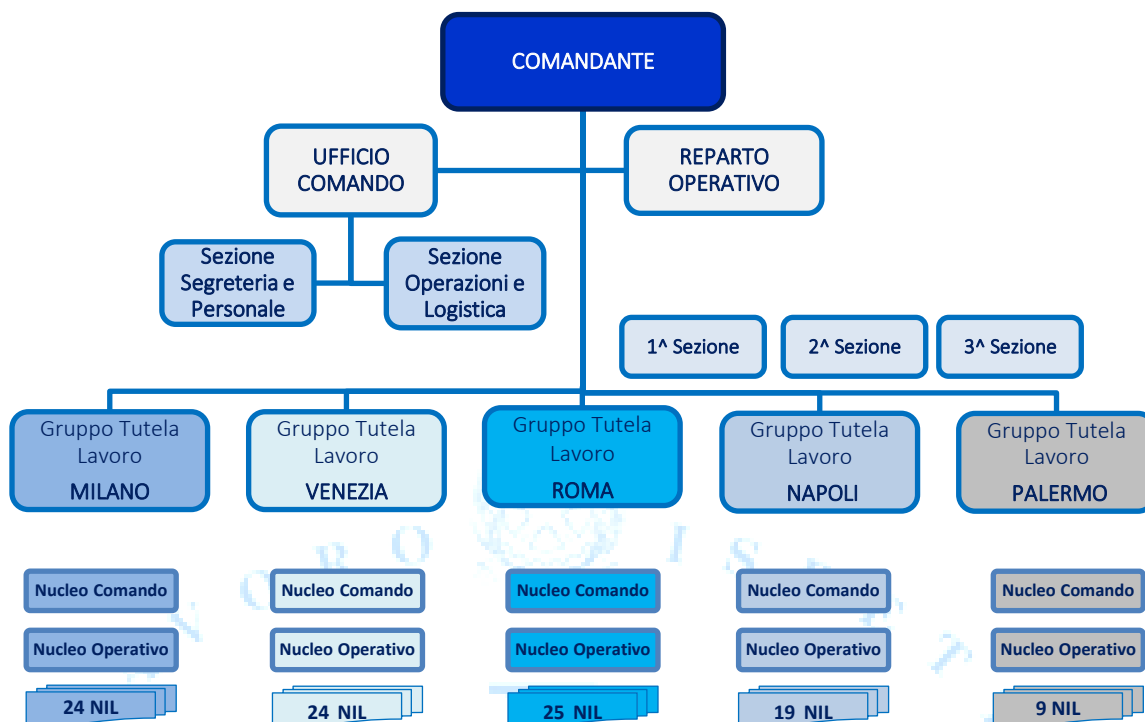 COMANDANTE
UFFICIO
COMANDO
REPARTO
OPERATIVO
Sezione
Segreteria e
Personale
Sezione
Operazioni e
Logistica
1^ Sezione
2^ Sezione
3^ Sezione
Gruppo Tutela
Lavoro
MILANO
Gruppo Tutela
Lavoro
VENEZIA
Gruppo Tutela
Lavoro
ROMA
Gruppo Tutela
Lavoro
NAPOLI
Gruppo Tutela
Lavoro
PALERMO
Nucleo Comando
Nucleo Comando
Nucleo Comando
Nucleo Comando
Nucleo Comando
Nucleo Operativo
Nucleo Operativo
Nucleo Operativo
Nucleo Operativo
Nucleo Operativo
24 NIL
24 NIL
25 NIL
19 NIL
9 NIL